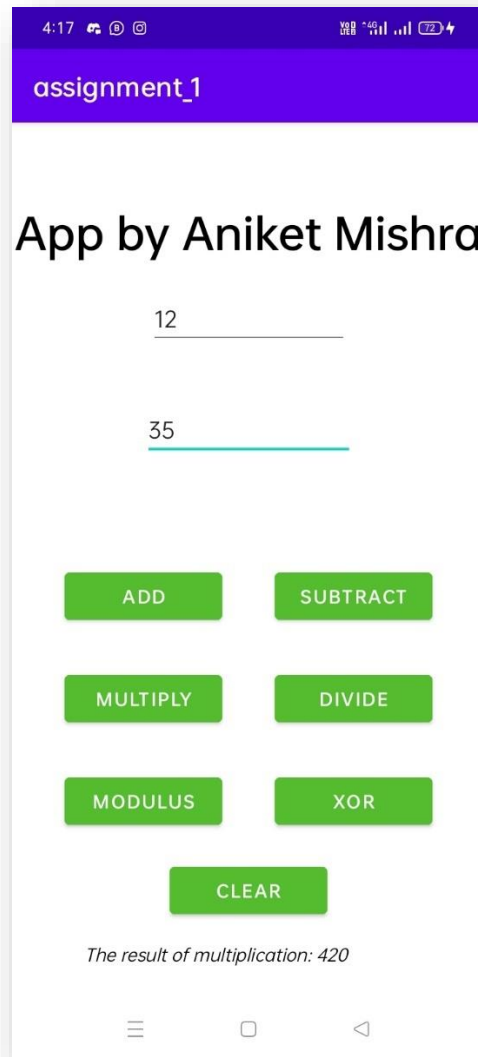 4:17 72
assignment_1
App by Aniket Mishra
12
35
ADD SUBTRACT
MULTIPLY DIVIDE
MODULUS XOR
CLEAR
The result of multiplication: 420